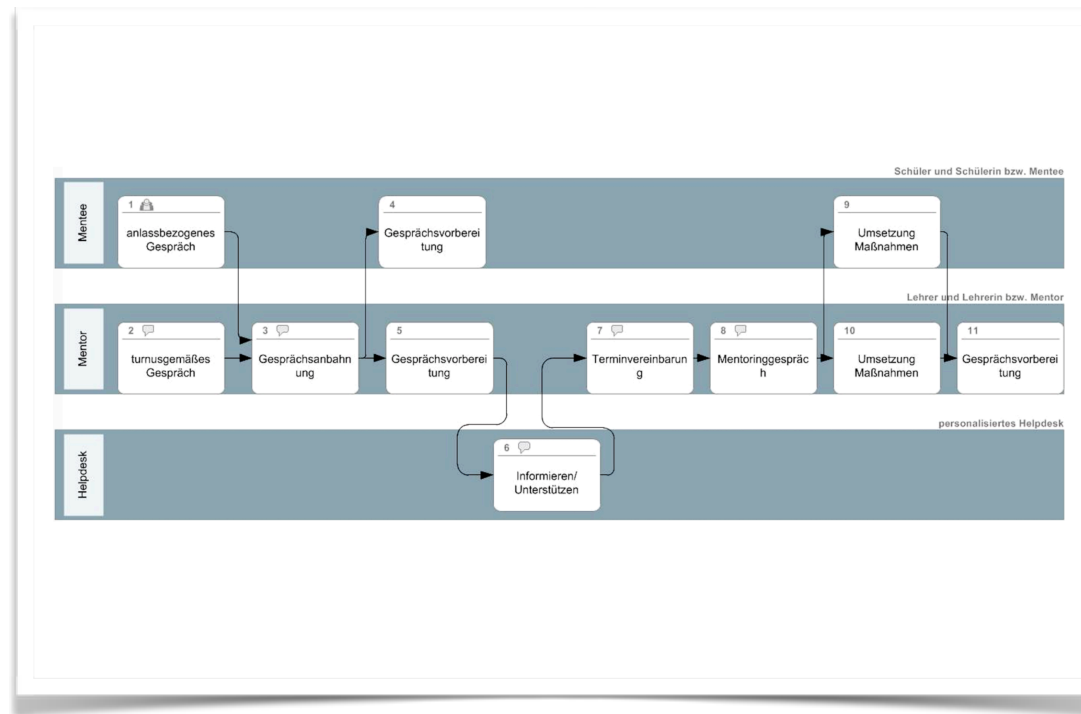 Schüler und Schülerin bzw. Mentee
Mentee
1
anlassbezogenes
Gespräch
4
Gesprächsvorberei
tung
9
Umsetzung
Maßnahmen
Lehrer und Lehrerin bzw. Mentor
Mentor
2
turnusgemäßes
Gespräch
3
Gesprächsanbahn
ung
5
Gesprächsvorberei
tung
7
Terminvereinbarun
g
8
Mentoringgespräc
h
10
Umsetzung
Maßnahmen
11
Gesprächsvorberei
tung
personalisiertes Helpdesk
Helpdesk
6
Informieren/
Unterstützen